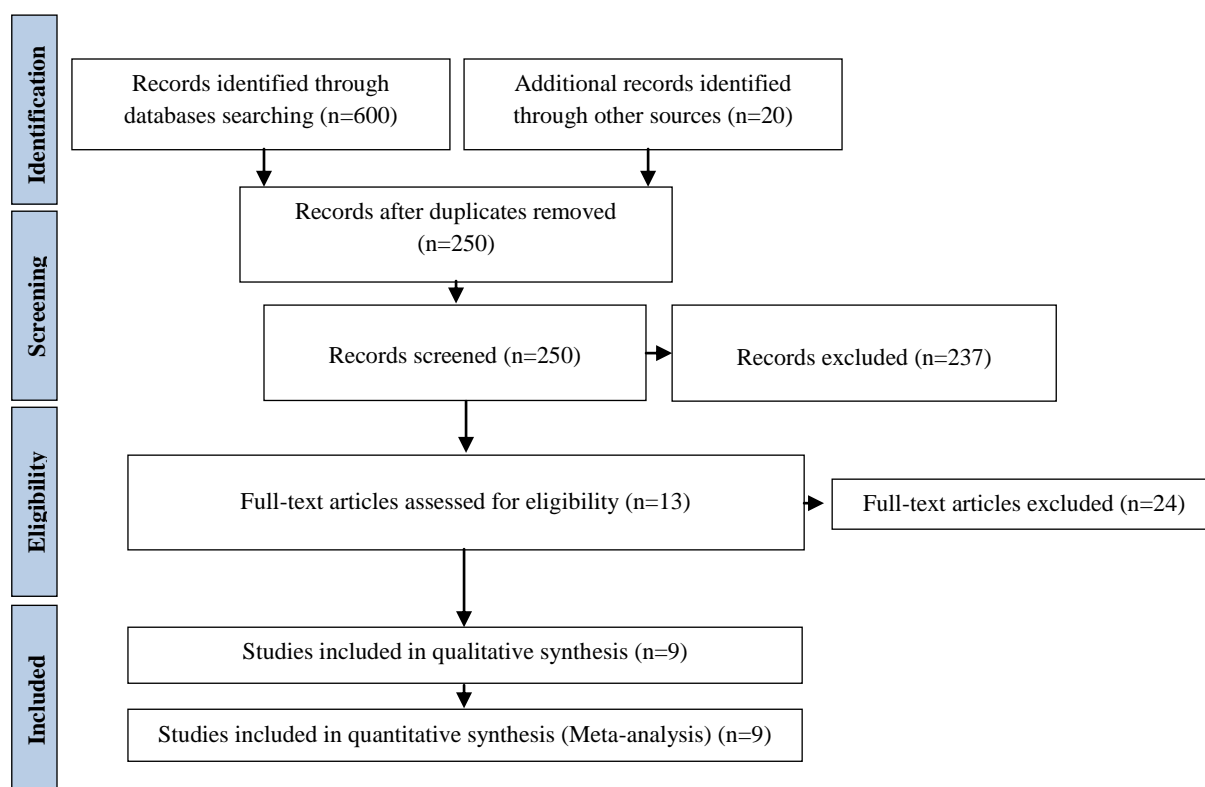 Identification
Records identified through
databases searching (n=600)
Additional records identified
through other sources (n=20)
Screening
Records after duplicates removed
(n=250)
Records screened (n=250)
Records excluded (n=237)
Eligibility
Full-text articles assessed for eligibility (n=13)
Full-text articles excluded (n=24)
Included
Studies included in qualitative synthesis (n=9)
Studies included in quantitative synthesis (Meta-analysis) (n=9)